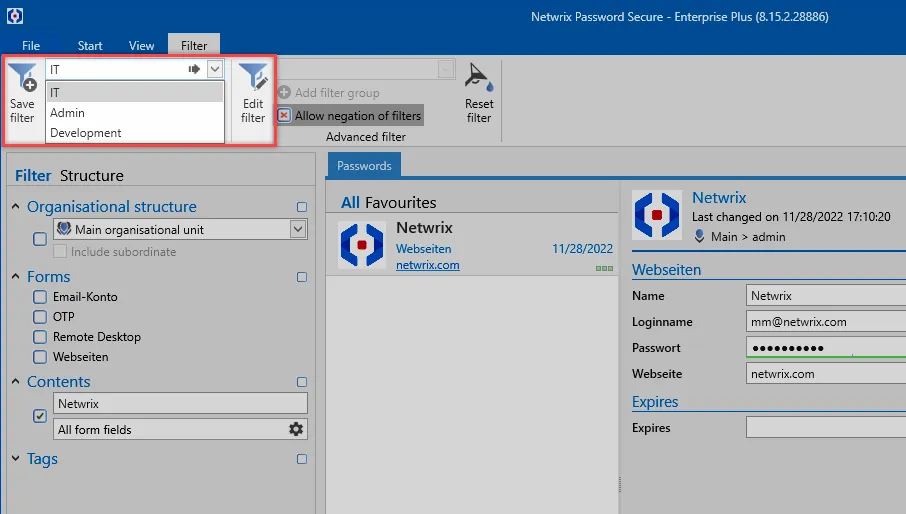 Netwrix Password Secure - Enterprise Plus (8.15.2.28886)
File Start View Filter
Save filter
IT
IT
Admin
Development
Edit filter
Add filter group
Allow negation of filters
Advanced filter
Reset filter
Filter Structure
Organisational structure
Main organisational unit
Include subordinate
Forms
Email-Konto
OTP
Remote Desktop
Webseiten
Contents
Netwrix
All form fields
Tags
Passwords
All Favourites
Netwrix
Webseiten 11/28/2022
netwrix.com
Netwrix
Last changed on 11/28/2022 17:10:20
Main > admin
Webseiten
Name Netwrix
Loginname mm@netwrix.com
Passwort ●●●●●●●●●●
Webseite netwrix.com
Expires
Expires